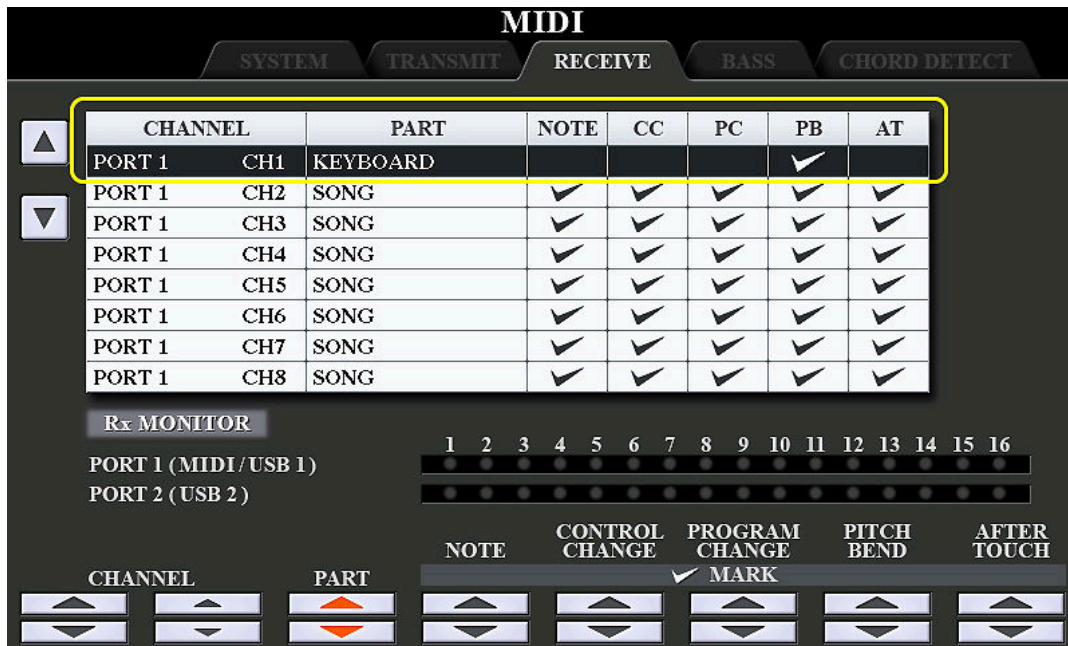 MIDI
SYSTEM TRANSMIT RECEIVE BASS CHORD DETECT
CHANNEL PART NOTE CC PC PB AT
PORT 1 CH1 KEYBOARD
PORT 1 CH2 SONG
PORT 1 CH3 SONG
PORT 1 CH4 SONG
PORT 1 CH5 SONG
PORT 1 CH6 SONG
PORT 1 CH7 SONG
PORT 1 CH8 SONG
Rx MONITOR
1 2 3 4 5 6 7 8 9 10 11 12 13 14 15 16
PORT 1 (MIDI/USB 1)
PORT 2 (USB 2)
CHANNEL PART NOTE CONTROL CHANGE PROGRAM CHANGE PITCH BEND AFTER TOUCH
MARK